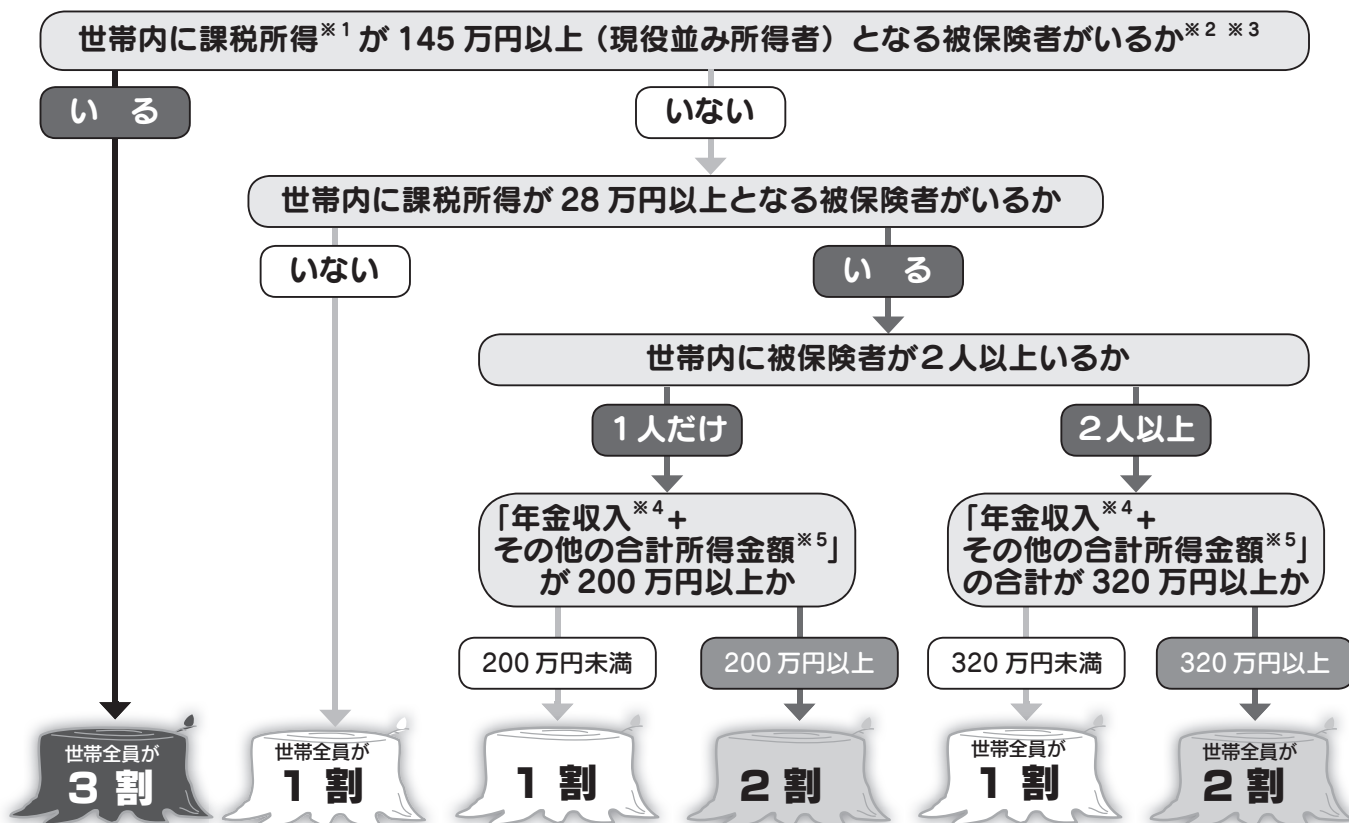 世帯内に課税所得※1が145万円以上（現役並み所得者）となる被保険者がいるか※2 ※3
いる
いない
世帯内に課税所得が28万円以上となる被保険者がいるか
いない
いる
世帯内に被保険者が2人以上いるか
1人だけ
2人以上
「年金収入※4＋
その他の合計所得金額※5」
が200万円以上か
「年金収入※4＋
その他の合計所得金額※5」
の合計が320万円以上か
200万円未満
200万円以上
320万円未満
320万円以上
世帯全員が
3割
世帯全員が
1割
1割
2割
世帯全員が
1割
世帯全員が
2割